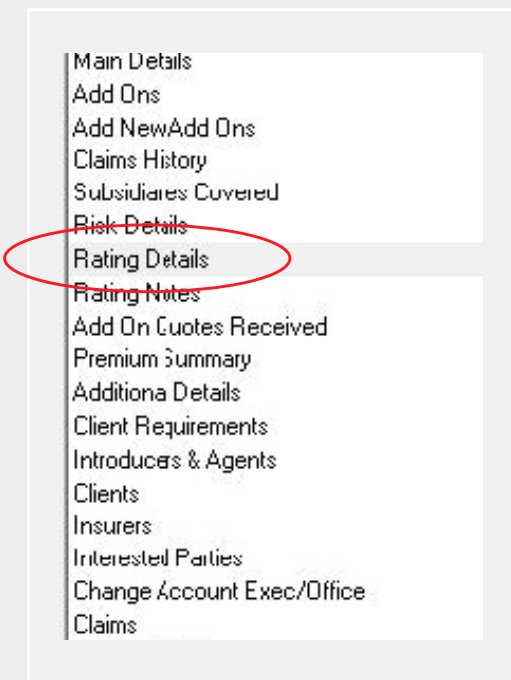 Main Details
Add Ons
Add NewAdd Ons
Claims History
Subsidiares Covered
Risk Details
Rating Details
Rating Notes
Add On Quotes Received
Premium Summary
Additiona Details
Client Requirements
Introducers & Agents
Clients
Insurers
Interested Parties
Change Account Exec/Office
Claims